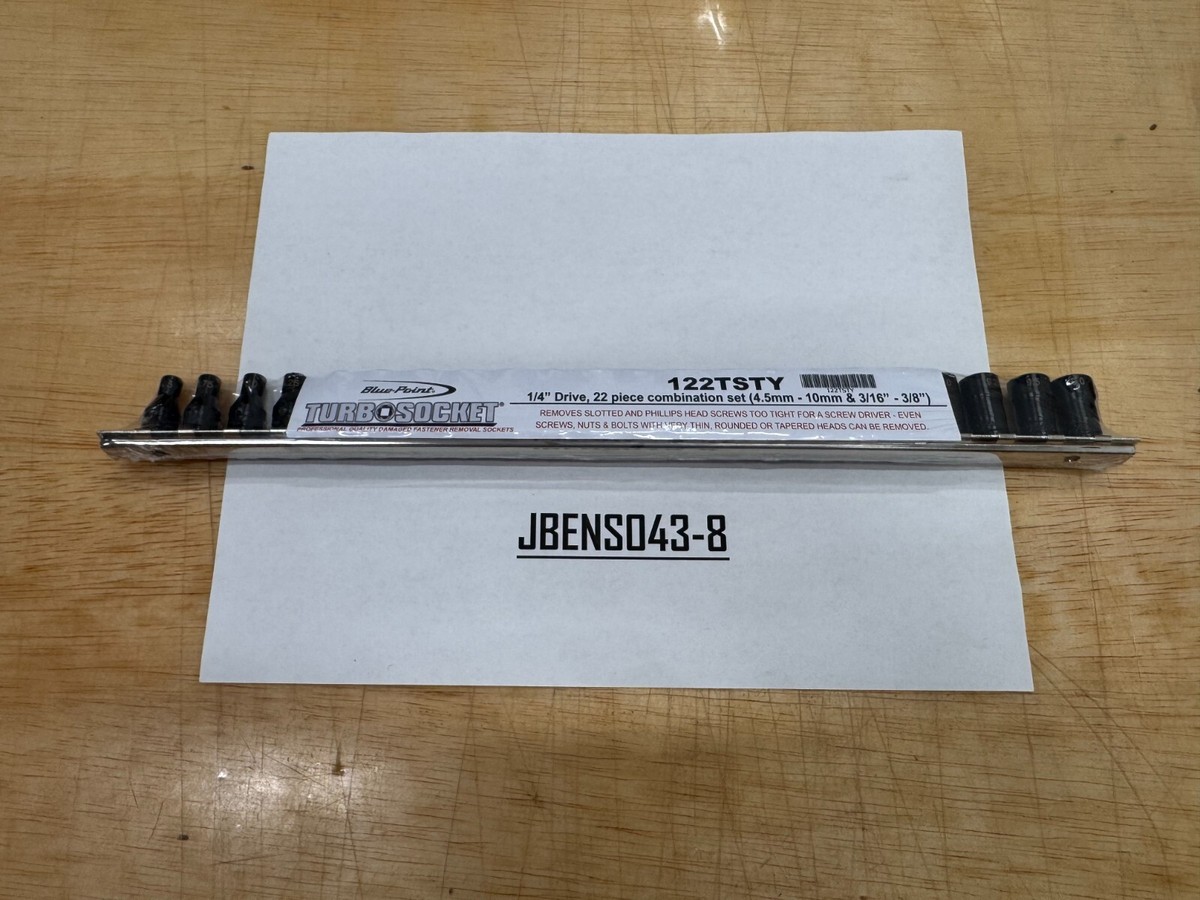 Blue-Point®
TURBOSOCKET®
PROFESSIONAL QUALITY DAMAGED FASTENER REMOVAL SOCKETS
122TSTY
122TSTY
1/4" Drive, 22 piece combination set (4.5mm - 10mm & 3/16" - 3/8")
REMOVES SLOTTED AND PHILLIPS HEAD SCREWS TOO TIGHT FOR A SCREW DRIVER - EVEN
SCREWS, NUTS & BOLTS WITH VERY THIN, ROUNDED OR TAPERED HEADS CAN BE REMOVED.
JBENSO43-8